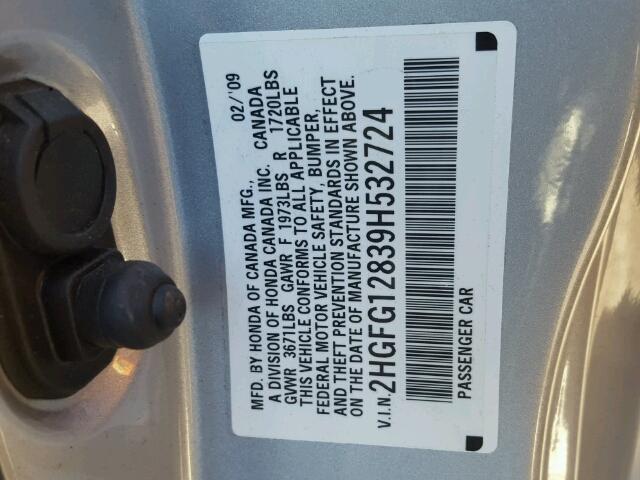 MFD. BY HONDA OF CANADA MFG., 02/'09
A DIVISION OF HONDA CANADA INC. CANADA
GVWR 3671LBS GAWR F 1973LBS R 1720LBS
THIS VEHICLE CONFORMS TO ALL APPLICABLE
FEDERAL MOTOR VEHICLE SAFETY, BUMPER,
AND THEFT PREVENTION STANDARDS IN EFFECT
ON THE DATE OF MANUFACTURE SHOWN ABOVE.
V.I.N. 2HGFG12839H532724
PASSENGER CAR